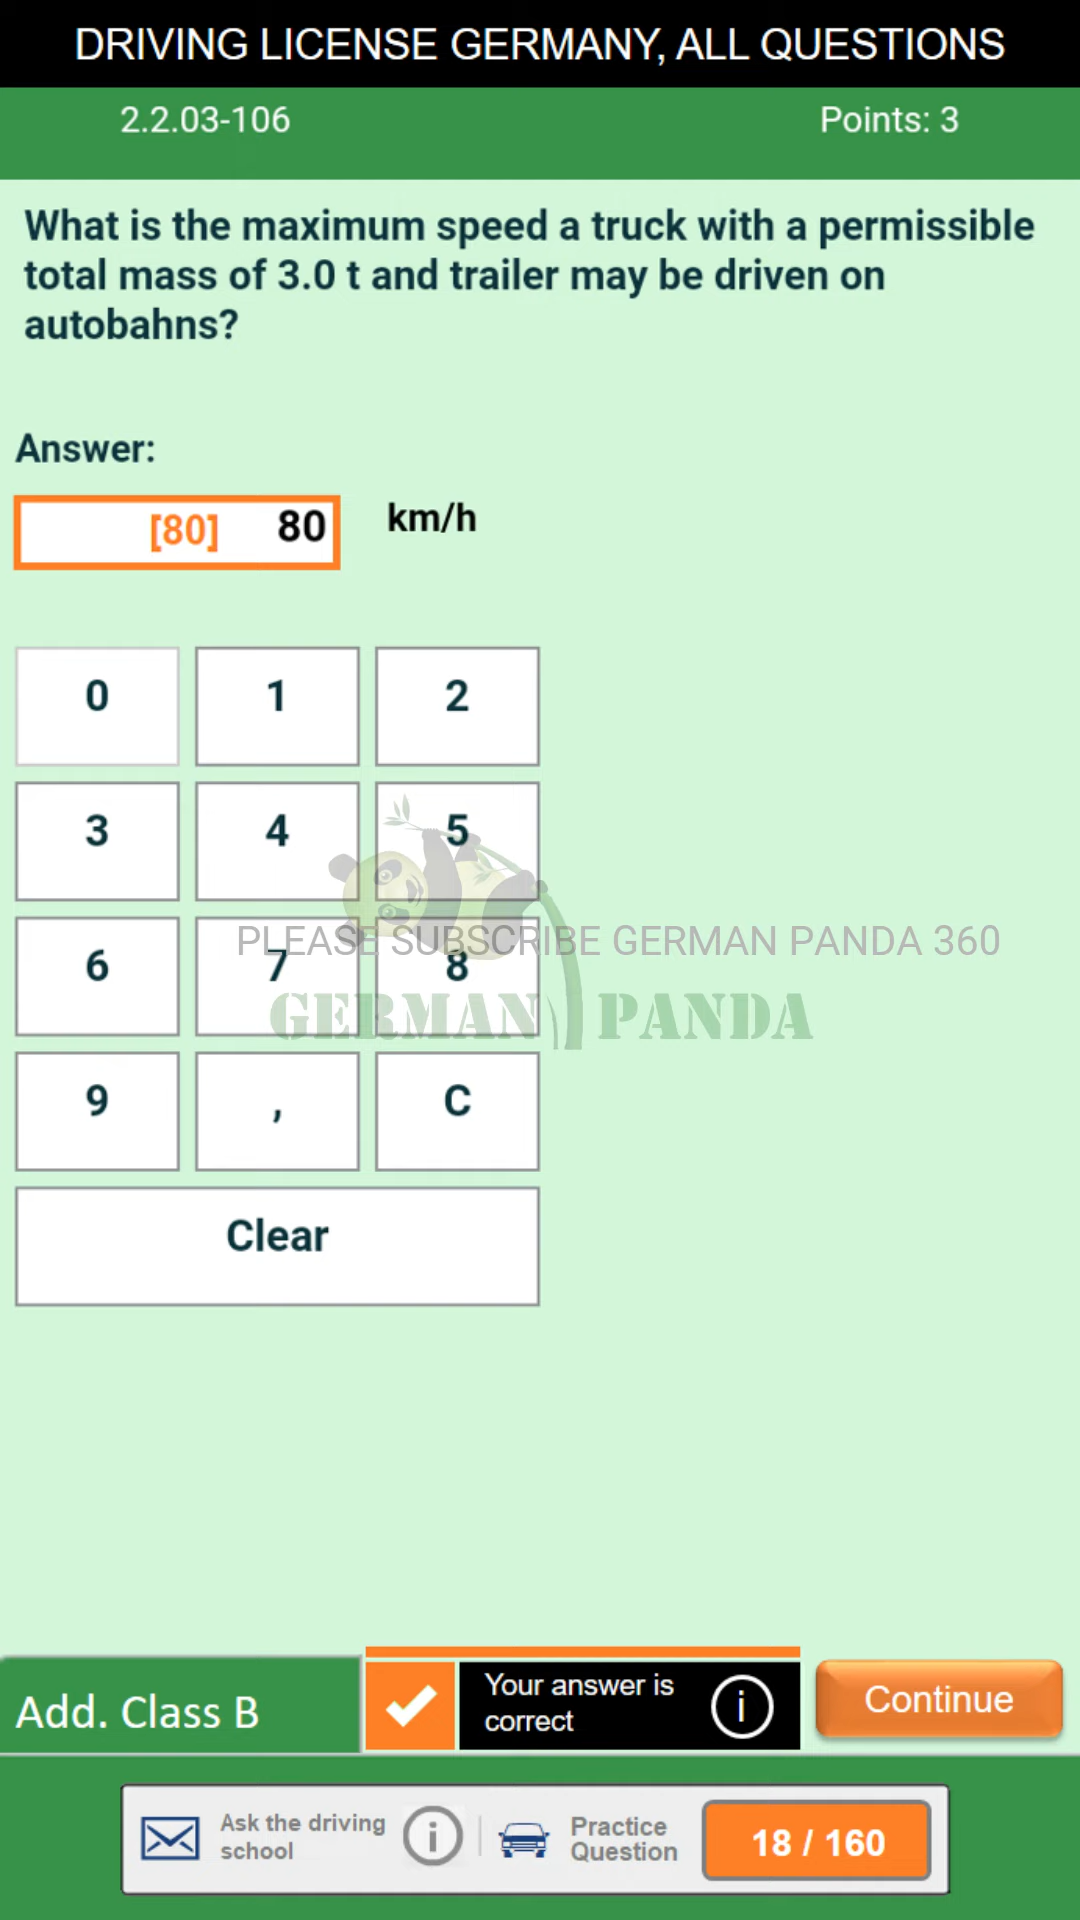 DRIVING LICENSE GERMANY, ALL QUESTIONS
2.2.03-106 Points: 3
What is the maximum speed a truck with a permissible
total mass of 3.0 t and trailer may be driven on
autobahns?
Answer:
[80] 80 km/h
0 1 2
3 4 5
PLEASE SUBSCRIBE GERMAN PANDA 360
6 7 8
GERMAN PANDA
9 , C
Clear
Add. Class B
Your answer is
correct
i
Continue
Ask the driving
school
i
Practice
Question
18 / 160